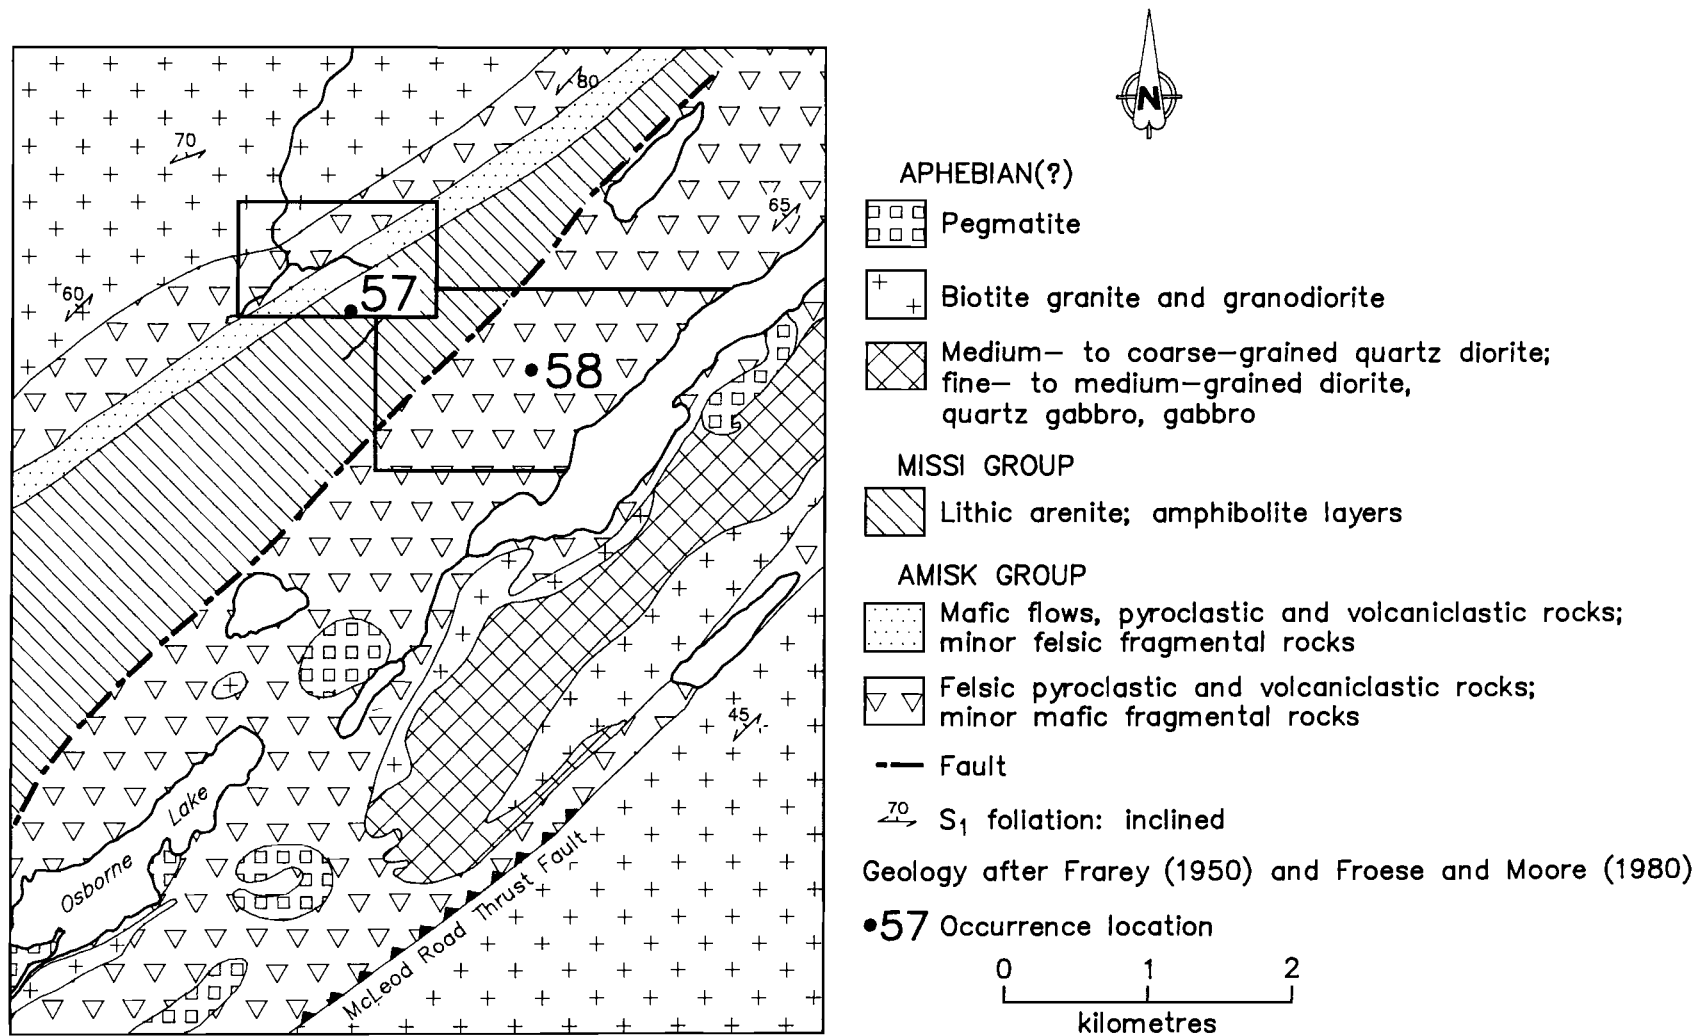 80
70
65
60
57
58
45
Osborne Lake
McLeod Road Thrust Fault
N
APHEBIAN(?)
Pegmatite
Biotite granite and granodiorite
Medium- to coarse-grained quartz diorite;
fine- to medium-grained diorite,
quartz gabbro, gabbro
MISSI GROUP
Lithic arenite; amphibolite layers
AMISK GROUP
Mafic flows, pyroclastic and volcaniclastic rocks;
minor felsic fragmental rocks
Felsic pyroclastic and volcaniclastic rocks;
minor mafic fragmental rocks
Fault
70 S₁ foliation: inclined
Geology after Frarey (1950) and Froese and Moore (1980)
•57 Occurrence location
0 1 2
kilometres